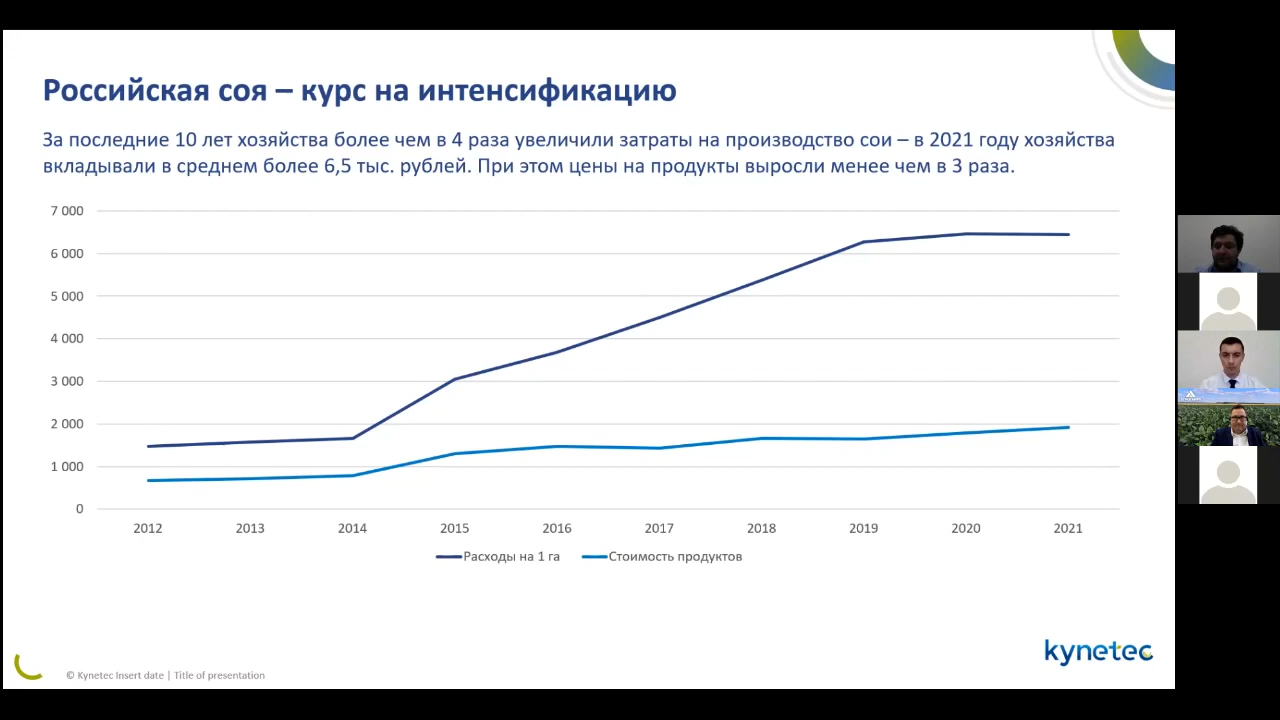 Российская соя – курс на интенсификацию
За последние 10 лет хозяйства более чем в 4 раза увеличили затраты на производство сои – в 2021 году хозяйства
вкладывали в среднем более 6,5 тыс. рублей. При этом цены на продукты выросли менее чем в 3 раза.
7 000
6 000
5 000
4 000
3 000
2 000
1 000
0
2012 2013 2014 2015 2016 2017 2018 2019 2020 2021
Расходы на 1 га Стоимость продуктов
kynetec
© Kynetec Insert date | Title of presentation